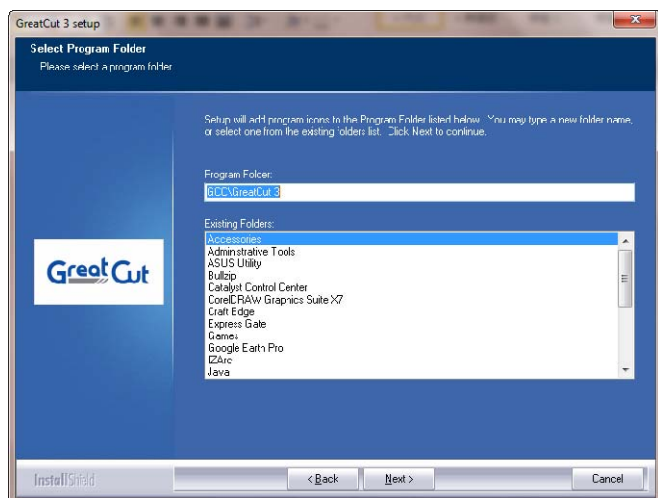 GreatCut 3 setup
Select Program Folder
Please select a program folder.
Setup will add program icons to the Program Folder listed below. You may type a new folder name,
or select one from the existing folders list. Click Next to continue.
Program Folder:
GCC\GreatCut 3
Existing Folders:
Accessories
Administrative Tools
ASUS Utility
Bullzip
Catalyst Control Center
CorelDRAW Graphics Suite X7
Craft Edge
Express Gate
Games
Google Earth Pro
IZArc
Java
GreatCut
InstallShield
< Back
Next >
Cancel